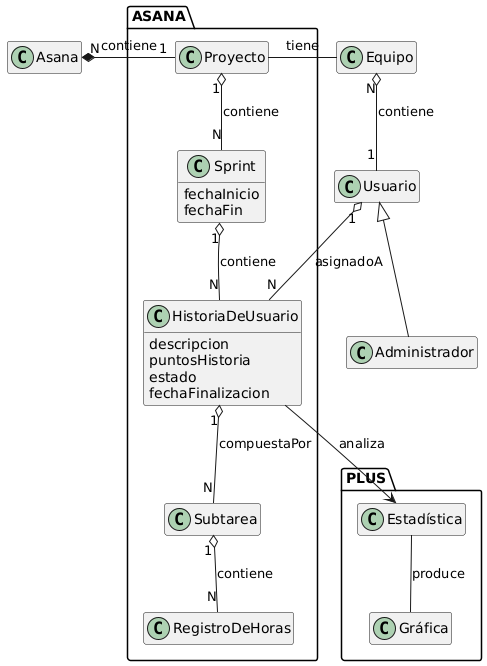 ASANA
C Asana
N contiene 1
C Proyecto
tiene
C Equipo
1
contiene
N
N
contiene
1
C Sprint
fechaInicio
fechaFin
C Usuario
1
contiene
N
1
asignadoA
N
C HistoriaDeUsuario
descripcion
puntosHistoria
estado
fechaFinalizacion
C Administrador
1
compuestaPor
N
analiza
PLUS
C Subtarea
C Estadística
1
contiene
N
produce
C RegistroDeHoras
C Gráfica